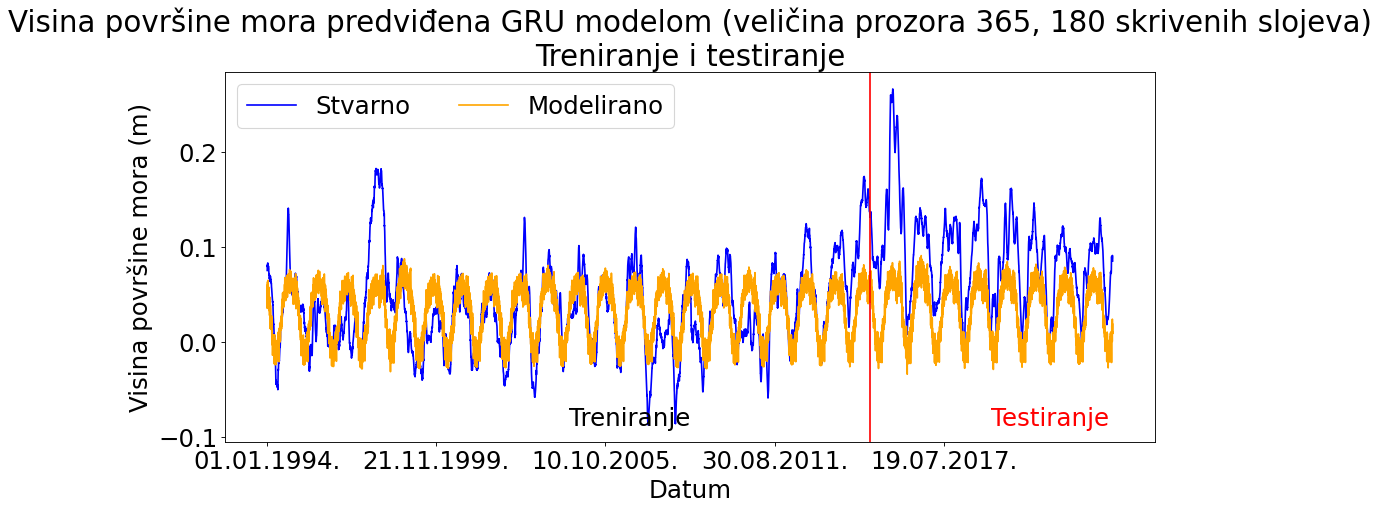 Visina površine mora predviđena GRU modelom (veličina prozora 365, 180 skrivenih slojeva)
Treniranje i testiranje
Stvarno
Modelirano
Visina površine mora (m)
0.2
0.1
0.0
−0.1
Treniranje
Testiranje
01.01.1994.
21.11.1999.
10.10.2005.
30.08.2011.
19.07.2017.
Datum